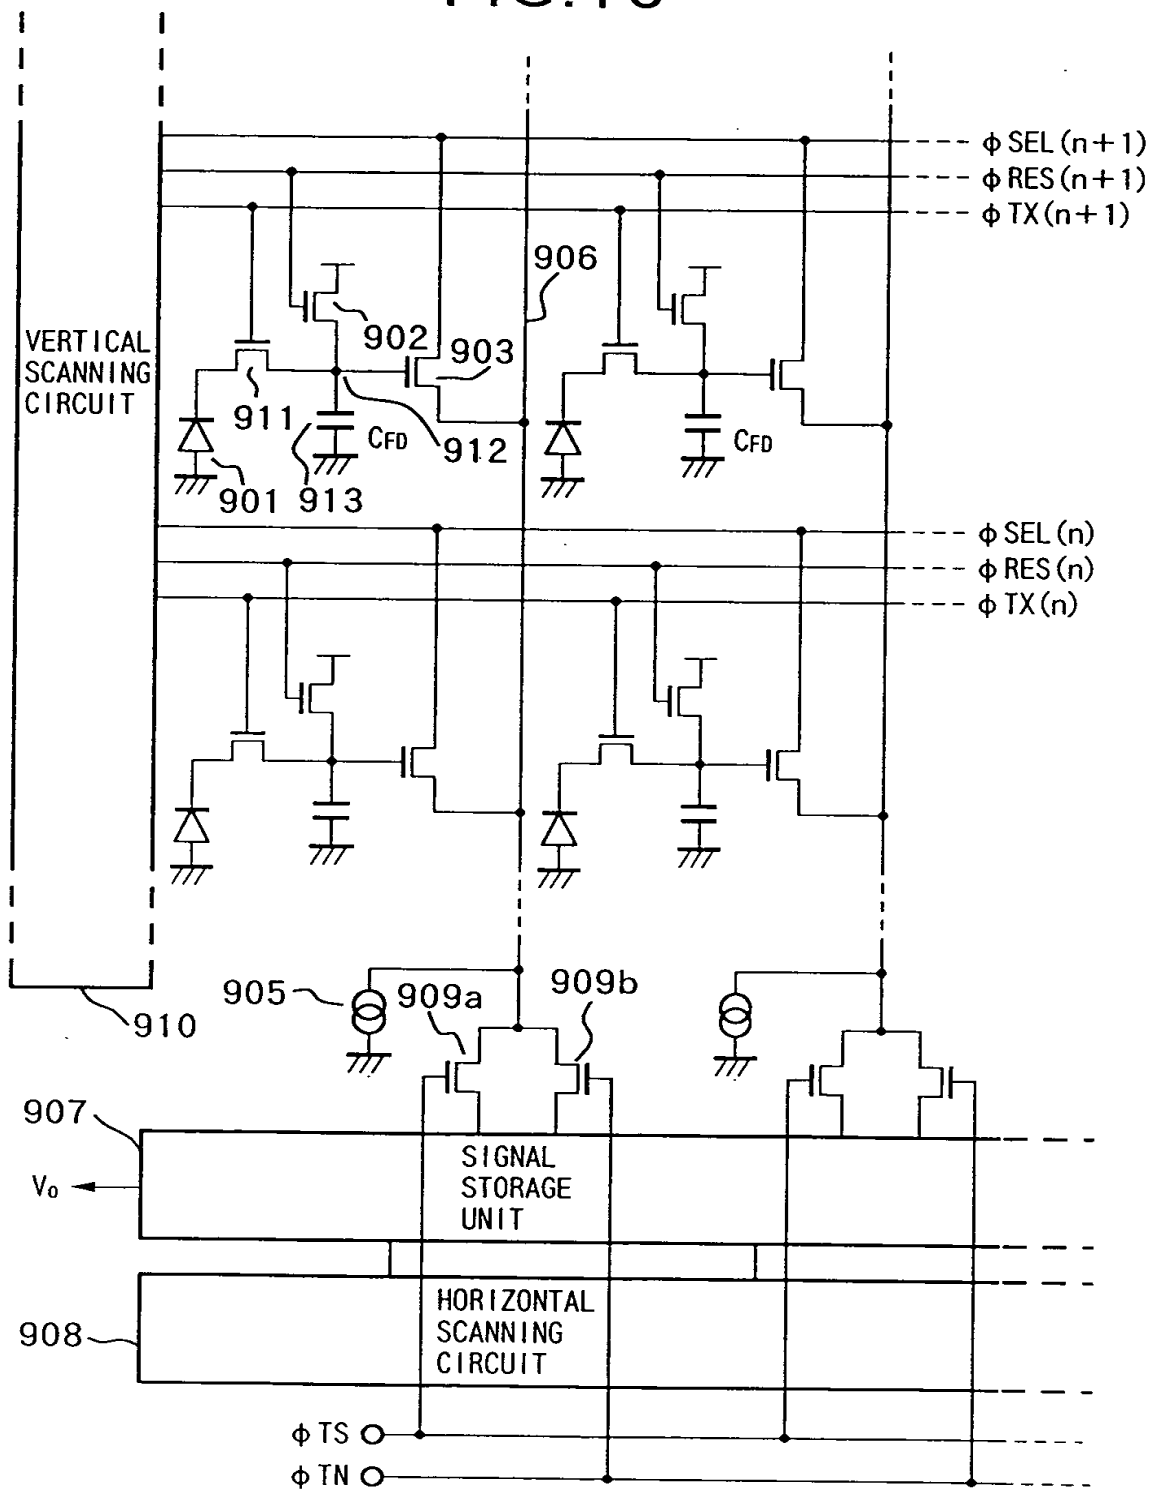 φSEL(n+1)
φRES(n+1)
φTX(n+1)
906
902
903
VERTICAL
SCANNING
CIRCUIT
911
CFD
912
CFD
901
913
φSEL(n)
φRES(n)
φTX(n)
905
909a
909b
910
907
SIGNAL
STORAGE
UNIT
Vo
HORIZONTAL
SCANNING
CIRCUIT
908
φTS
φTN